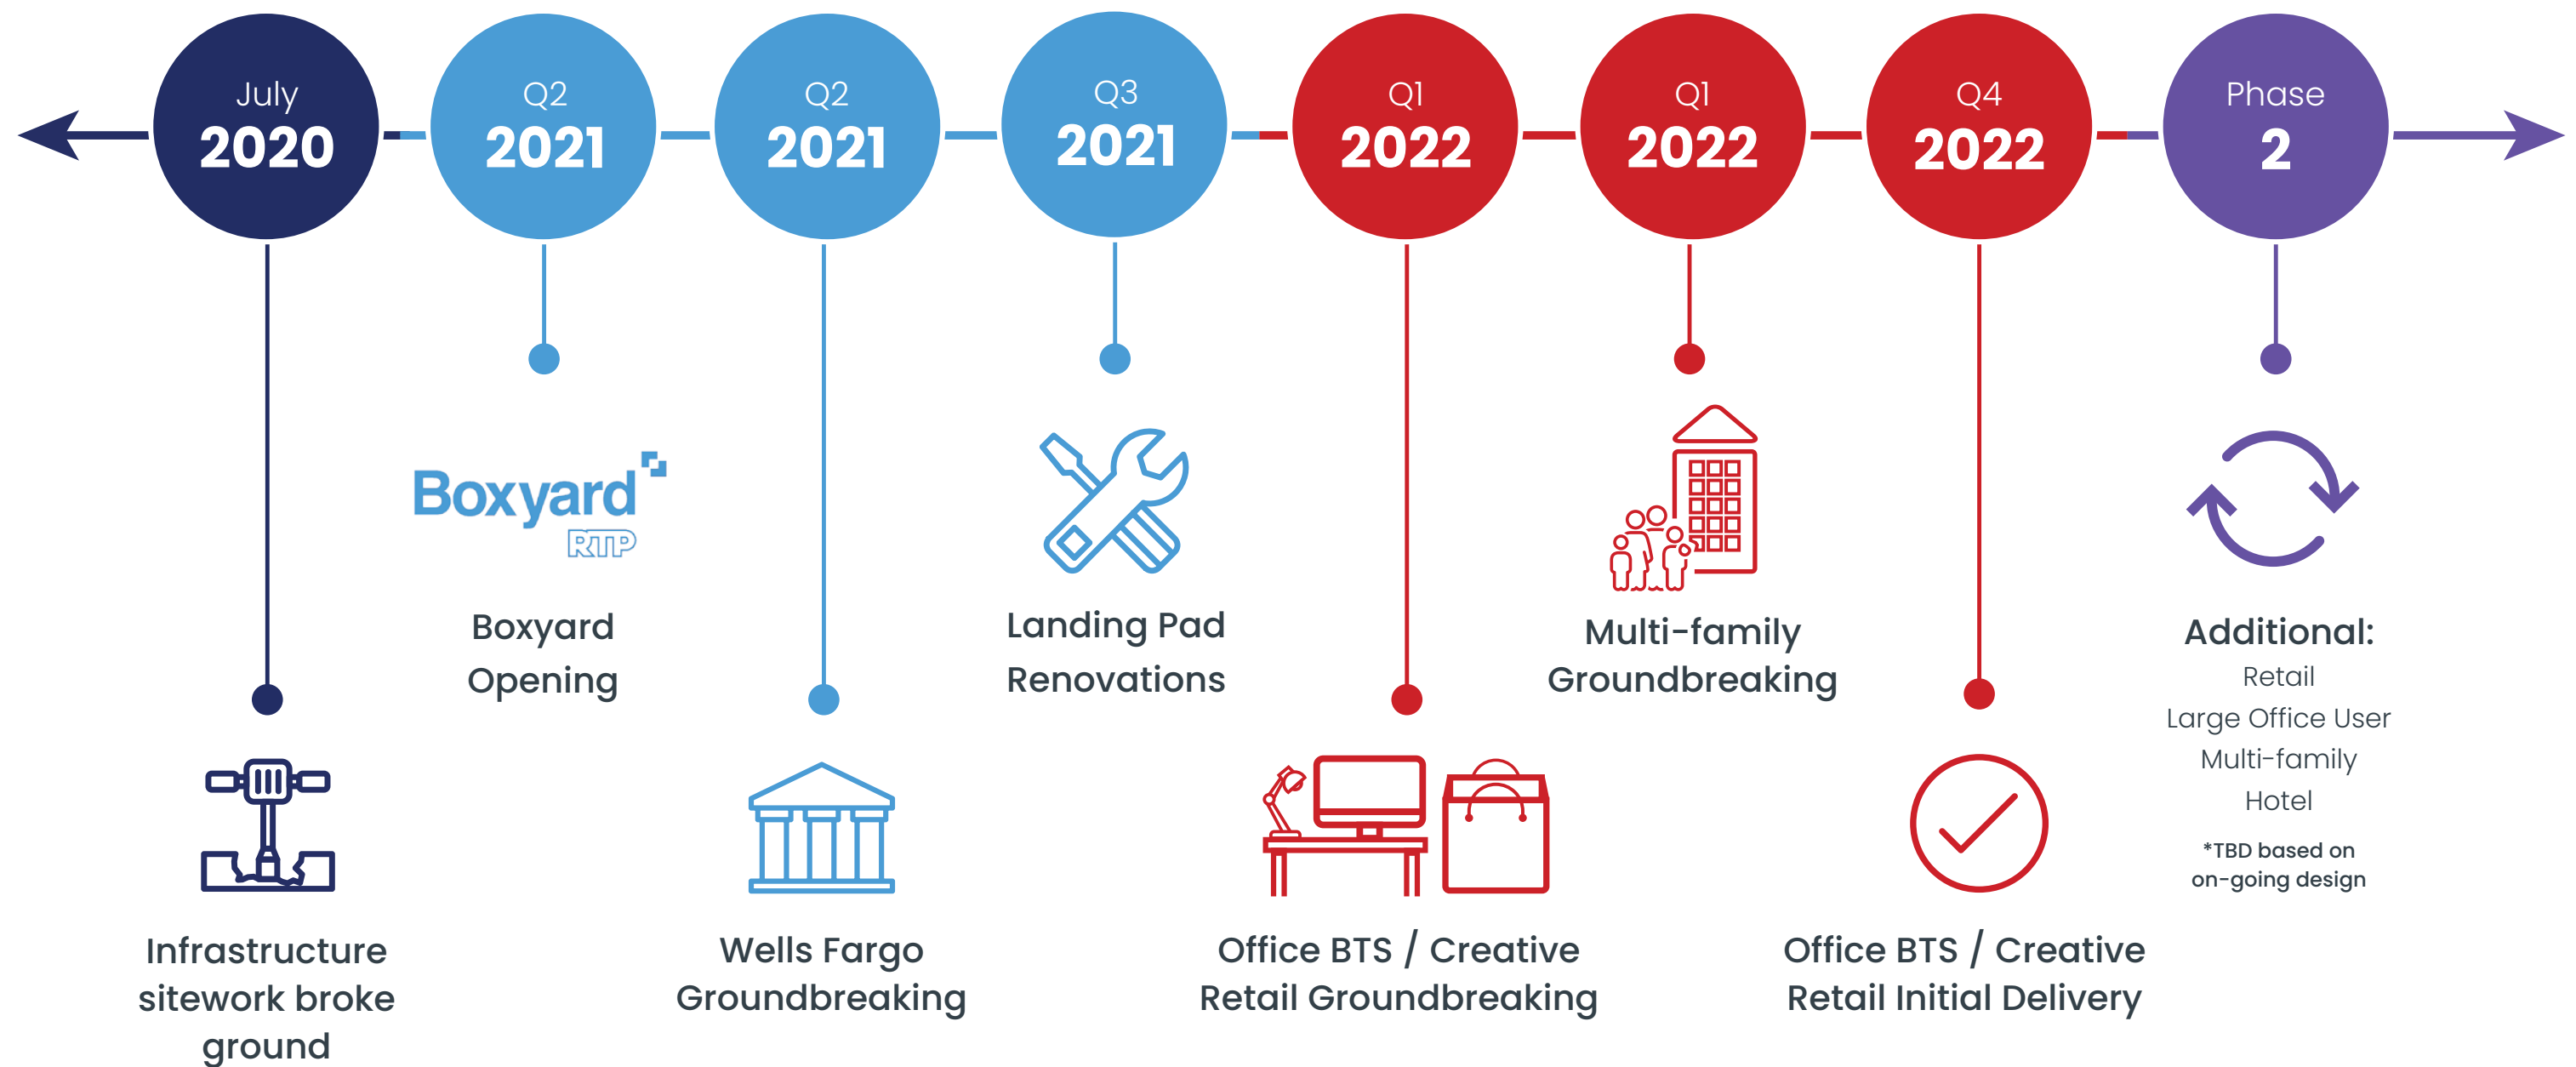 July
2020
Q2
2021
Q2
2021
Q3
2021
Q1
2022
Q1
2022
Q4
2022
Phase
2
Infrastructure
sitework broke
ground
Boxyard
RTP
Boxyard
Opening
Wells Fargo
Groundbreaking
Landing Pad
Renovations
Office BTS / Creative
Retail Groundbreaking
Multi-family
Groundbreaking
Office BTS / Creative
Retail Initial Delivery
Additional:
Retail
Large Office User
Multi-family
Hotel
*TBD based on
on-going design